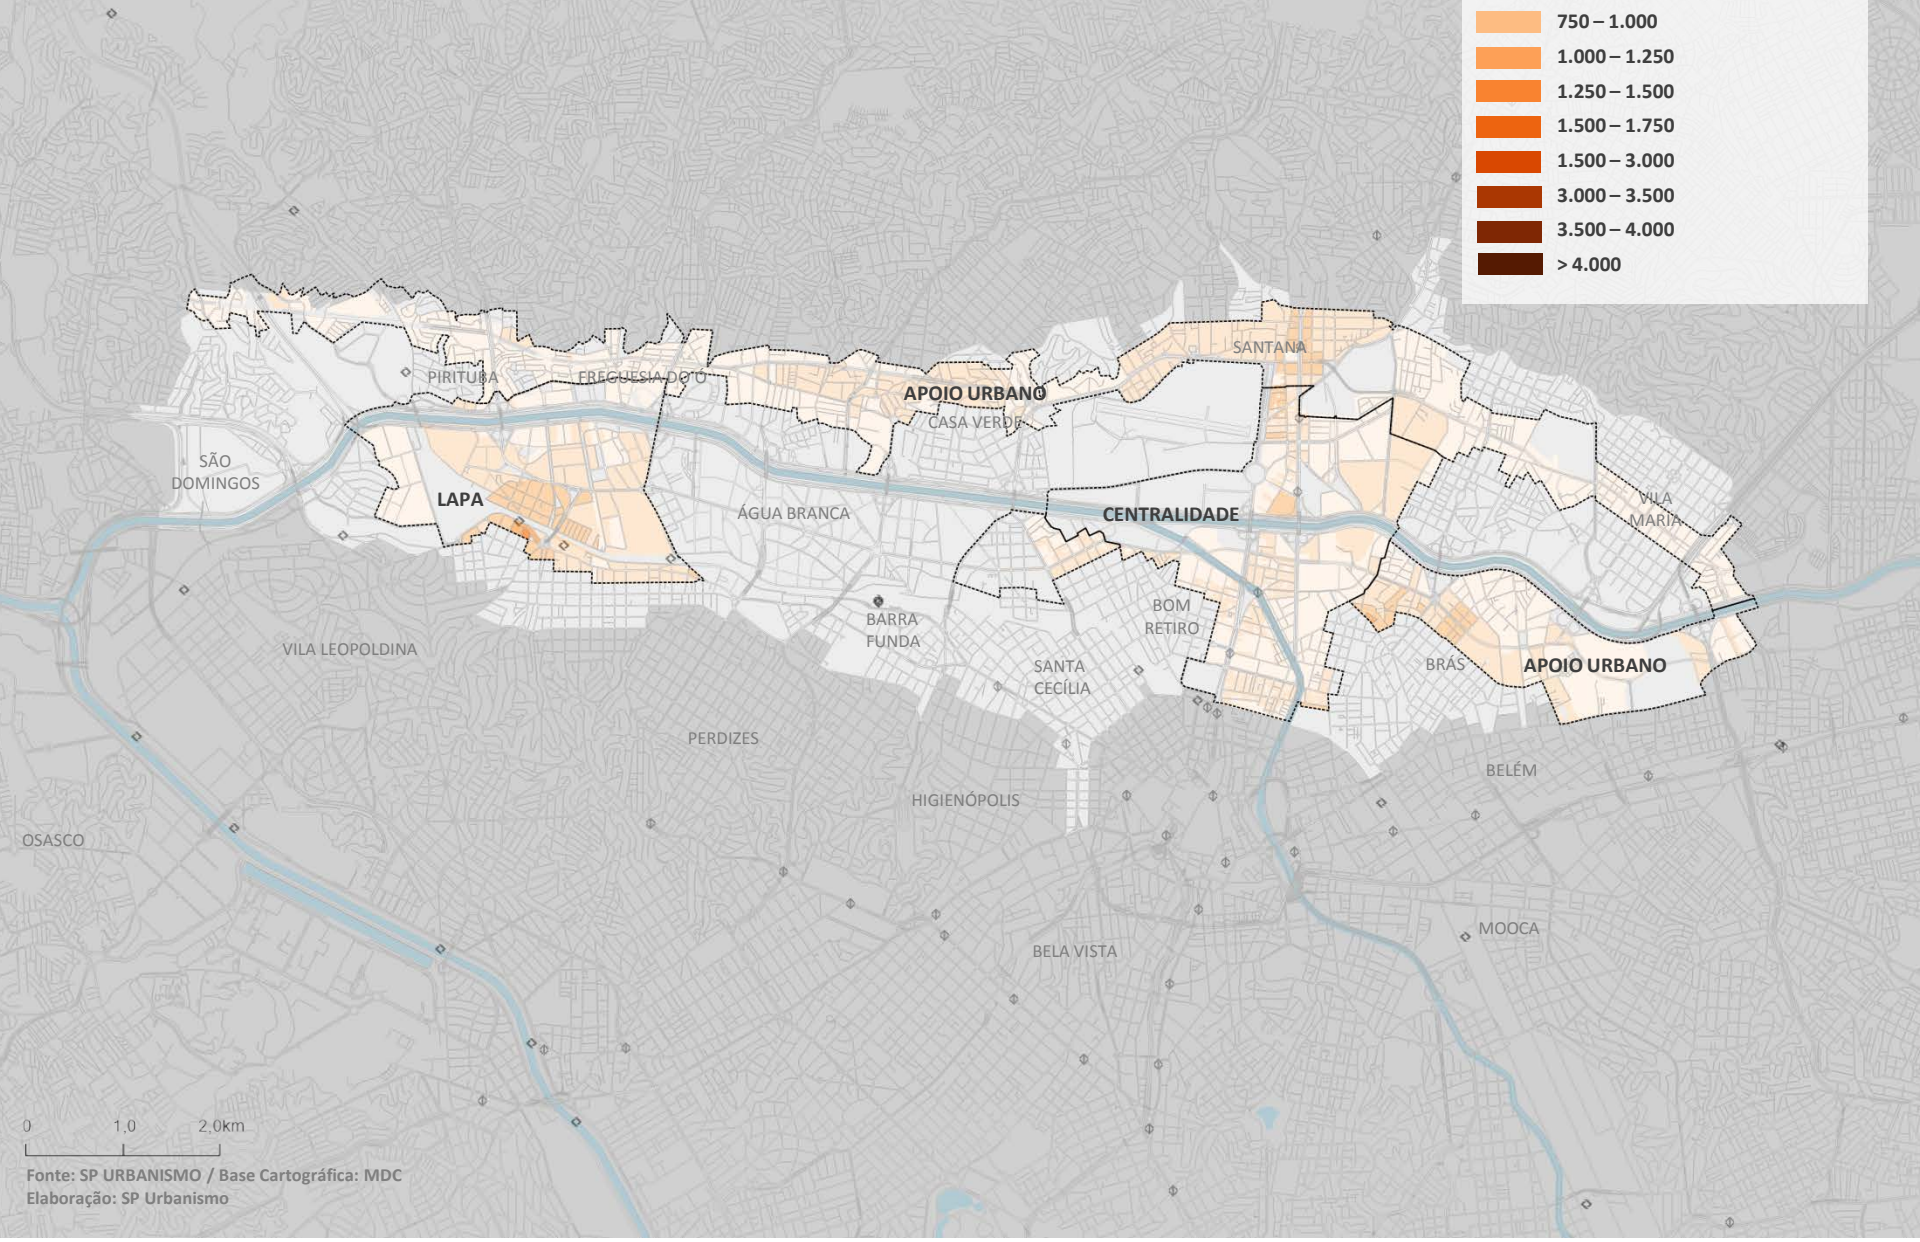 750 – 1.000
1.000 – 1.250
1.250 – 1.500
1.500 – 1.750
1.500 – 3.000
3.000 – 3.500
3.500 – 4.000
> 4.000
SANTANA
PIRITUBA
FREGUESIA DO Ó
APOIO URBANO
CASA VERDE
SÃO
DOMINGOS
LAPA
ÁGUA BRANCA
CENTRALIDADE
VILA
MARIA
BARRA
FUNDA
BOM
RETIRO
VILA LEOPOLDINA
SANTA
CECÍLIA
BRÁS
APOIO URBANO
PERDIZES
BELÉM
HIGIENÓPOLIS
OSASCO
MOOCA
BELA VISTA
0 1,0 2,0km
Fonte: SP URBANISMO / Base Cartográfica: MDC
Elaboração: SP Urbanismo